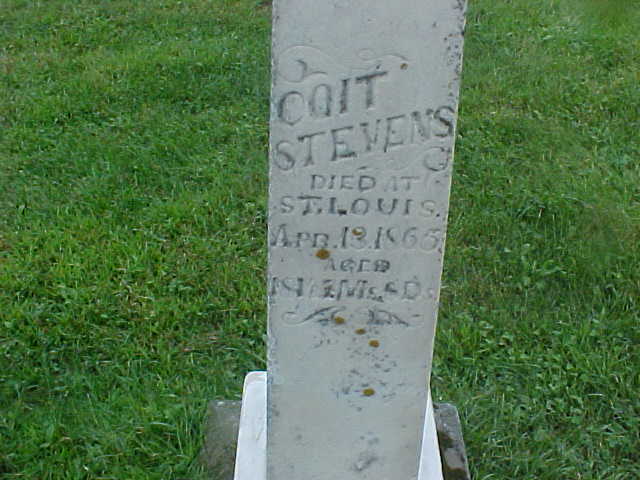 COIT
STEVENS
DIED AT
ST. LOUIS.
APR. 13. 1865
AGED